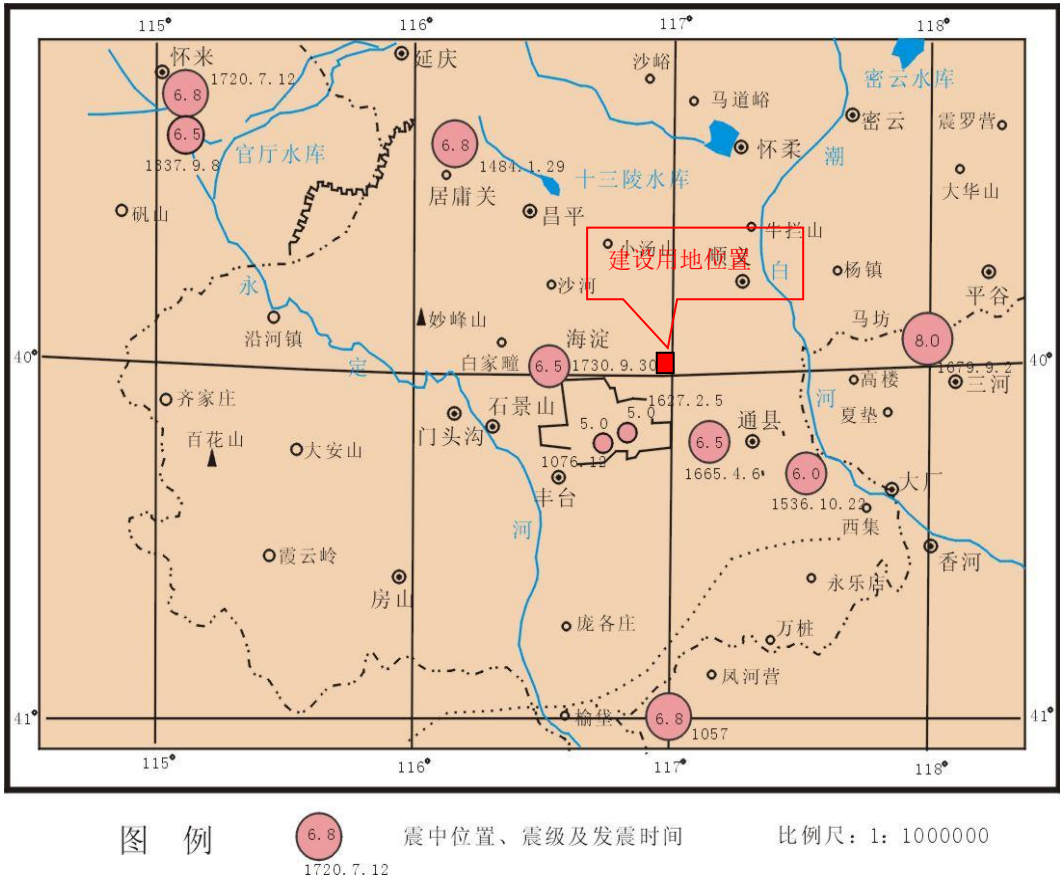 115° 116° 117° 118°
怀来
延庆
沙峪
密云水库
1720.7.12
6.8
马道峪
密云
震罗营
6.5
官厅水库
1337.9.8
6.8
1484.1.29
怀柔
潮
居庸关
十三陵水库
大华山
矾山
昌平
牛拦山
小汤山
顺义
建设用地位置
白
杨镇
平谷
沙河
永
沿河镇
妙峰山
马坊
海淀
8.0
40°
白家疃
6.5
1730.9.30
1679.9.2
40°
定
高楼
三河
齐家庄
石景山
1627.2.5
河
夏垫
门头沟
5.0
5.0
通县
百花山
大安山
6.5
1076.12
1665.4.6
6.0
大厂
丰台
1536.10.22
西集
河
霞云岭
香河
房山
永乐店
庞各庄
万桩
凤河营
41°
榆垡
6.8
1057
41°
115° 116° 117° 118°
图 例
6.8
1720.7.12
震中位置、震级及发震时间
比例尺: 1: 1000000